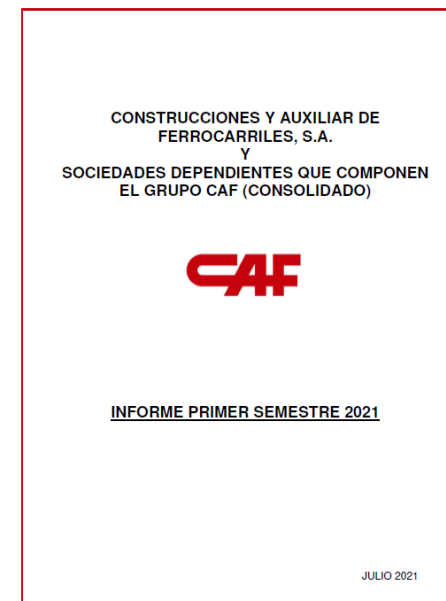 CONSTRUCCIONES Y AUXILIAR DE
FERROCARRILES, S.A.
Y
SOCIEDADES DEPENDIENTES QUE COMPONEN
EL GRUPO CAF (CONSOLIDADO)
CAF
INFORME PRIMER SEMESTRE 2021
JULIO 2021